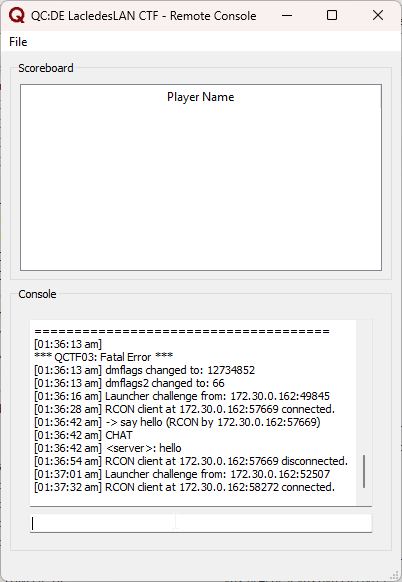 QC:DE LacledesLAN CTF - Remote Console
File
Scoreboard
Player Name
Console
=====================================
[01:36:13 am]
*** QCTF03: Fatal Error ***
[01:36:13 am] dmflags changed to: 12734852
[01:36:13 am] dmflags2 changed to: 66
[01:36:16 am] Launcher challenge from: 172.30.0.162:49845
[01:36:28 am] RCON client at 172.30.0.162:57669 connected.
[01:36:42 am] -> say hello (RCON by 172.30.0.162:57669)
[01:36:42 am] CHAT
[01:36:42 am] <server>: hello
[01:36:54 am] RCON client at 172.30.0.162:57669 disconnected.
[01:37:01 am] Launcher challenge from: 172.30.0.162:52507
[01:37:32 am] RCON client at 172.30.0.162:58272 connected.